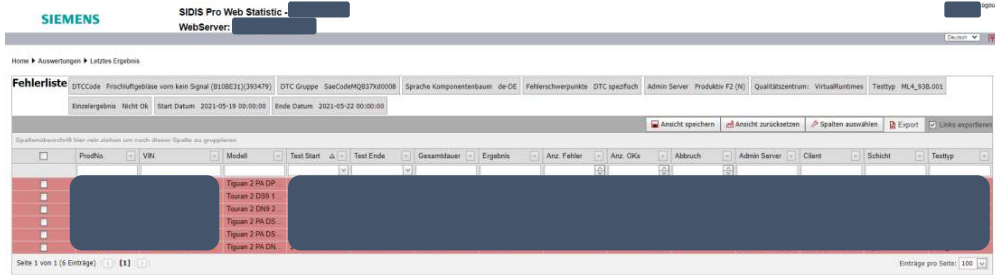 SIEMENS
SIDIS Pro Web Statistic -
WebServer:
Deutsch
Home Auswertungen Letztes Ergebnis
Fehlerliste DTCCode Frischluftgebläse vorn kein Signal (B10BE31)(393479) DTC Gruppe SaeCodeMQB37Xd0008 Sprache Komponentenbaum de-DE Fehlerschwerpunkte DTC spezifisch Admin Server Produktiv F2 (N) Qualitätszentrum: VirtualRuntimes Testtyp ML4_93B.001
Einzelergebnis Nicht Ok Start Datum 2021-05-19 00:00:00 Ende Datum 2021-05-22 00:00:00
Ansicht speichern Ansicht zurücksetzen Spalten auswählen Export Links exportieren
Spaltenüberschrift hier rein ziehen um nach dieser Spalte zu gruppieren
ProdNo. VIN Modell Test Start Test Ende Gesamtdauer Ergebnis Anz. Fehler Anz. OKs Abbruch Admin Server Client Schicht Testtyp
Tiguan 2 PA DP...
Touran 2 DS9 1...
Touran 2 DN9 2...
Tiguan 2 PA DS...
Tiguan 2 PA DS...
Tiguan 2 PA DN...
Seite 1 von 1 (6 Einträge) [1] Einträge pro Seite: 100